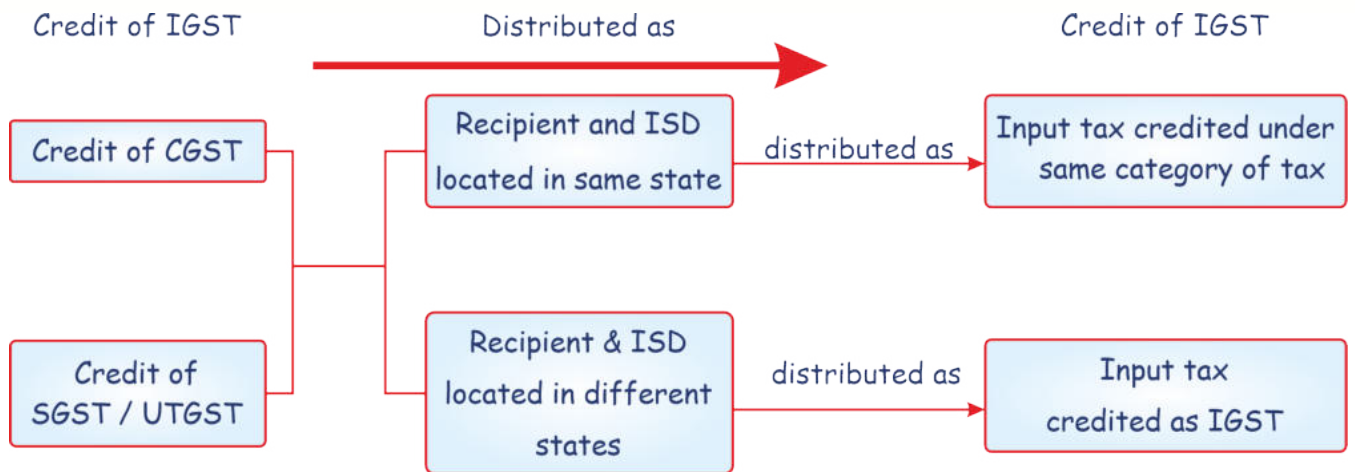 Credit of IGST
Distributed as
Credit of IGST
Credit of CGST
Recipient and ISD
located in same state
distributed as
Input tax credited under
same category of tax
Credit of
SGST / UTGST
Recipient & ISD
located in different
states
distributed as
Input tax
credited as IGST